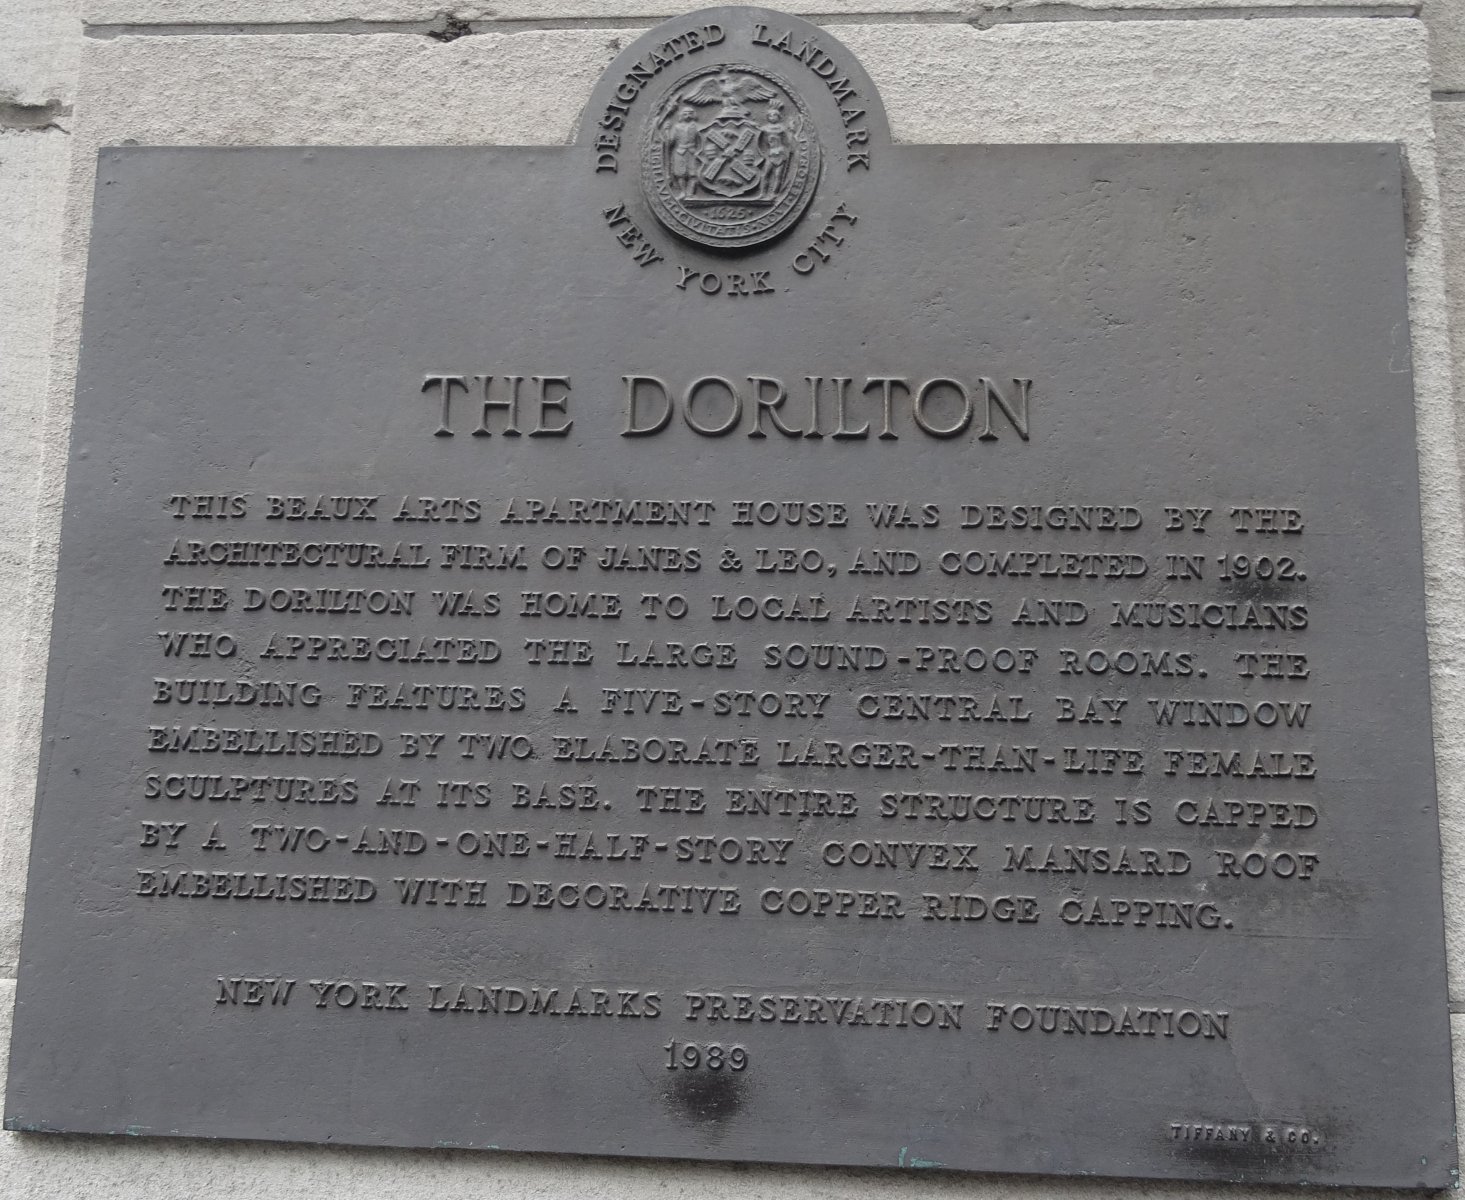 DESIGNATED LANDMARK
NEW YORK CITY
1625
THE DORILTON
THIS BEAUX ARTS APARTMENT HOUSE WAS DESIGNED BY THE
ARCHITECTURAL FIRM OF JANES & LEO, AND COMPLETED IN 1902.
THE DORILTON WAS HOME TO LOCAL ARTISTS AND MUSICIANS
WHO APPRECIATED THE LARGE SOUND-PROOF ROOMS. THE
BUILDING FEATURES A FIVE-STORY CENTRAL BAY WINDOW
EMBELLISHED BY TWO ELABORATE LARGER-THAN-LIFE FEMALE
SCULPTURES AT ITS BASE. THE ENTIRE STRUCTURE IS CAPPED
BY A TWO-AND-ONE-HALF-STORY CONVEX MANSARD ROOF
EMBELLISHED WITH DECORATIVE COPPER RIDGE CAPPING.
NEW YORK LANDMARKS PRESERVATION FOUNDATION
1989
TIFFANY & CO.